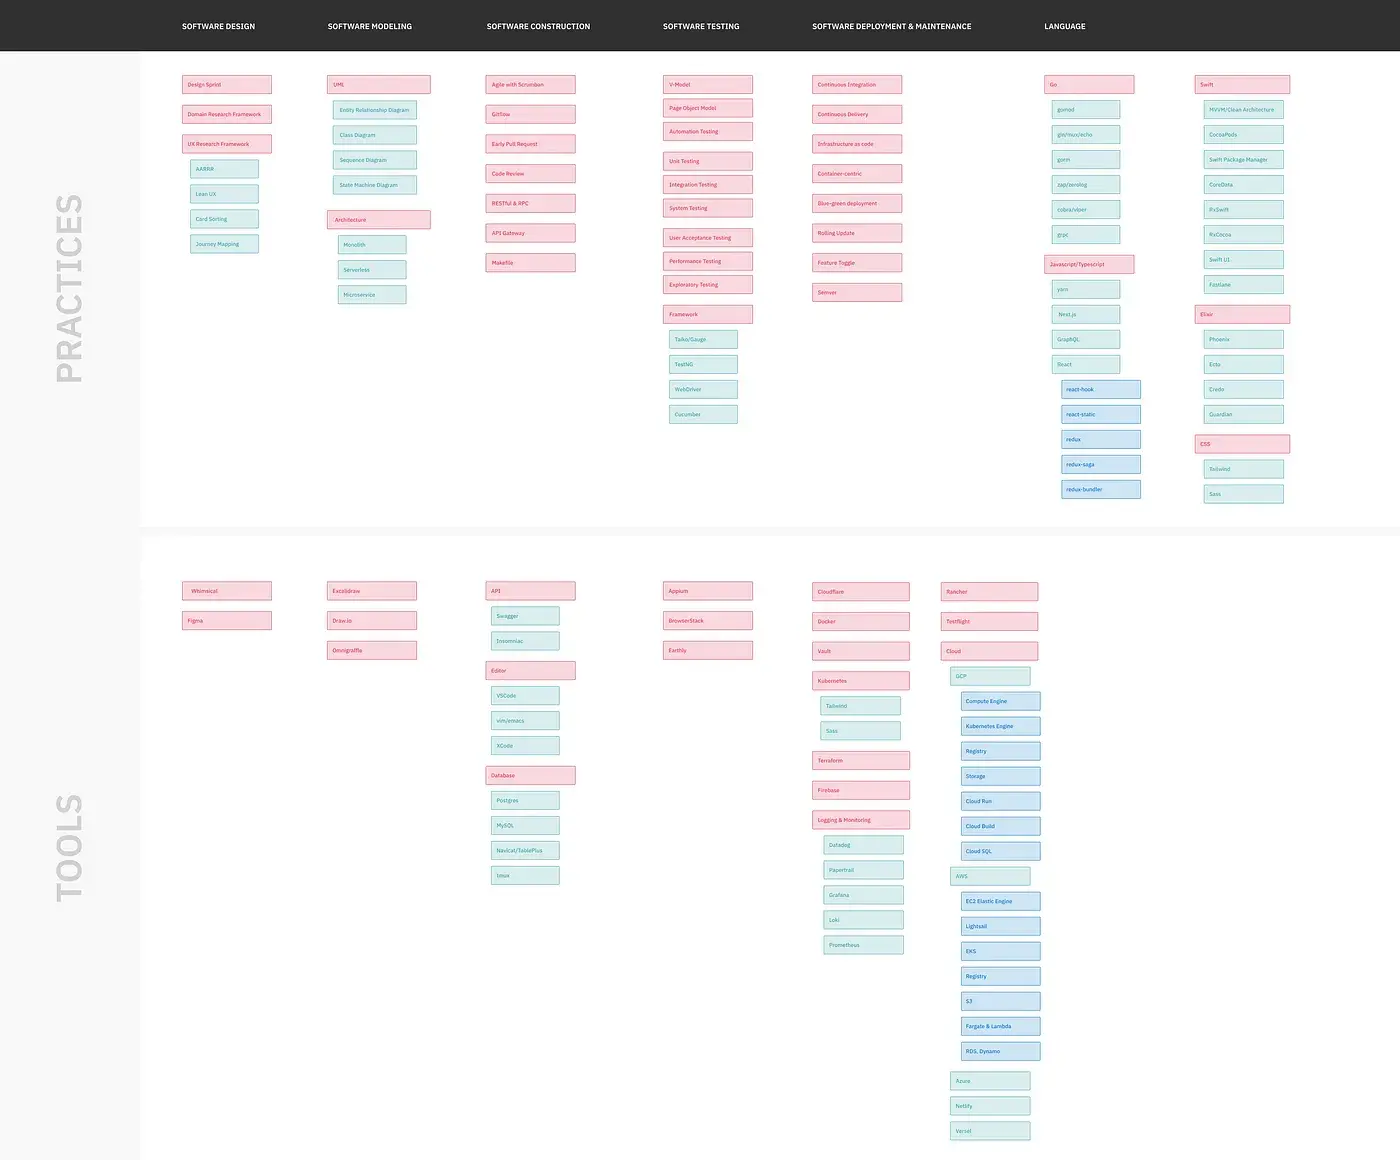 SOFTWARE DESIGN
SOFTWARE MODELING
SOFTWARE CONSTRUCTION
SOFTWARE TESTING
SOFTWARE DEPLOYMENT & MAINTENANCE
LANGUAGE
PRACTICES
Design Sprint
Domain Research Framework
UX Research Framework
AARRR
Lean UX
Card Sorting
Journey Mapping
UML
Entity Relationship Diagram
Class Diagram
Sequence Diagram
State Machine Diagram
Architecture
Monolith
Serverless
Microservice
Agile with Scrumban
Gitflow
Early Pull Request
Code Review
RESTful & RPC
API Gateway
Makefile
V-Model
Page Object Model
Automation Testing
Unit Testing
Integration Testing
System Testing
User Acceptance Testing
Performance Testing
Exploratory Testing
Framework
Taiko/Gauge
TestNG
WebDriver
Cucumber
Continuous Integration
Continuous Delivery
Infrastructure as code
Container-centric
Blue-green deployment
Rolling Update
Feature Toggle
Semver
Go
gomod
gin/mux/echo
gorm
zap/zerolog
cobra/viper
grpc
Javascript/Typescript
yarn
Next.js
GraphQL
React
react-hook
react-static
redux
redux-saga
redux-bundler
Swift
MVVM/Clean Architecture
CocoaPods
Swift Package Manager
CoreData
RxSwift
RxCocoa
Swift UI
Fastlane
Elixir
Phoenix
Ecto
Credo
Guardian
CSS
Tailwind
Sass
TOOLS
Whimsical
Figma
Excalidraw
Draw.io
Omnigraffle
API
Swagger
Insomniac
Editor
VSCode
vim/emacs
XCode
Database
Postgres
MySQL
Navicat/TablePlus
tmux
Appium
BrowserStack
Earthly
Cloudflare
Docker
Vault
Kubernetes
Tailwind
Sass
Terraform
Firebase
Logging & Monitoring
Datadog
Papertrail
Grafana
Loki
Prometheus
Rancher
Testflight
Cloud
GCP
Compute Engine
Kubernetes Engine
Registry
Storage
Cloud Run
Cloud Build
Cloud SQL
AWS
EC2 Elastic Engine
Lightsail
EKS
Registry
S3
Fargate & Lambda
RDS, Dynamo
Azure
Netlify
Vercel